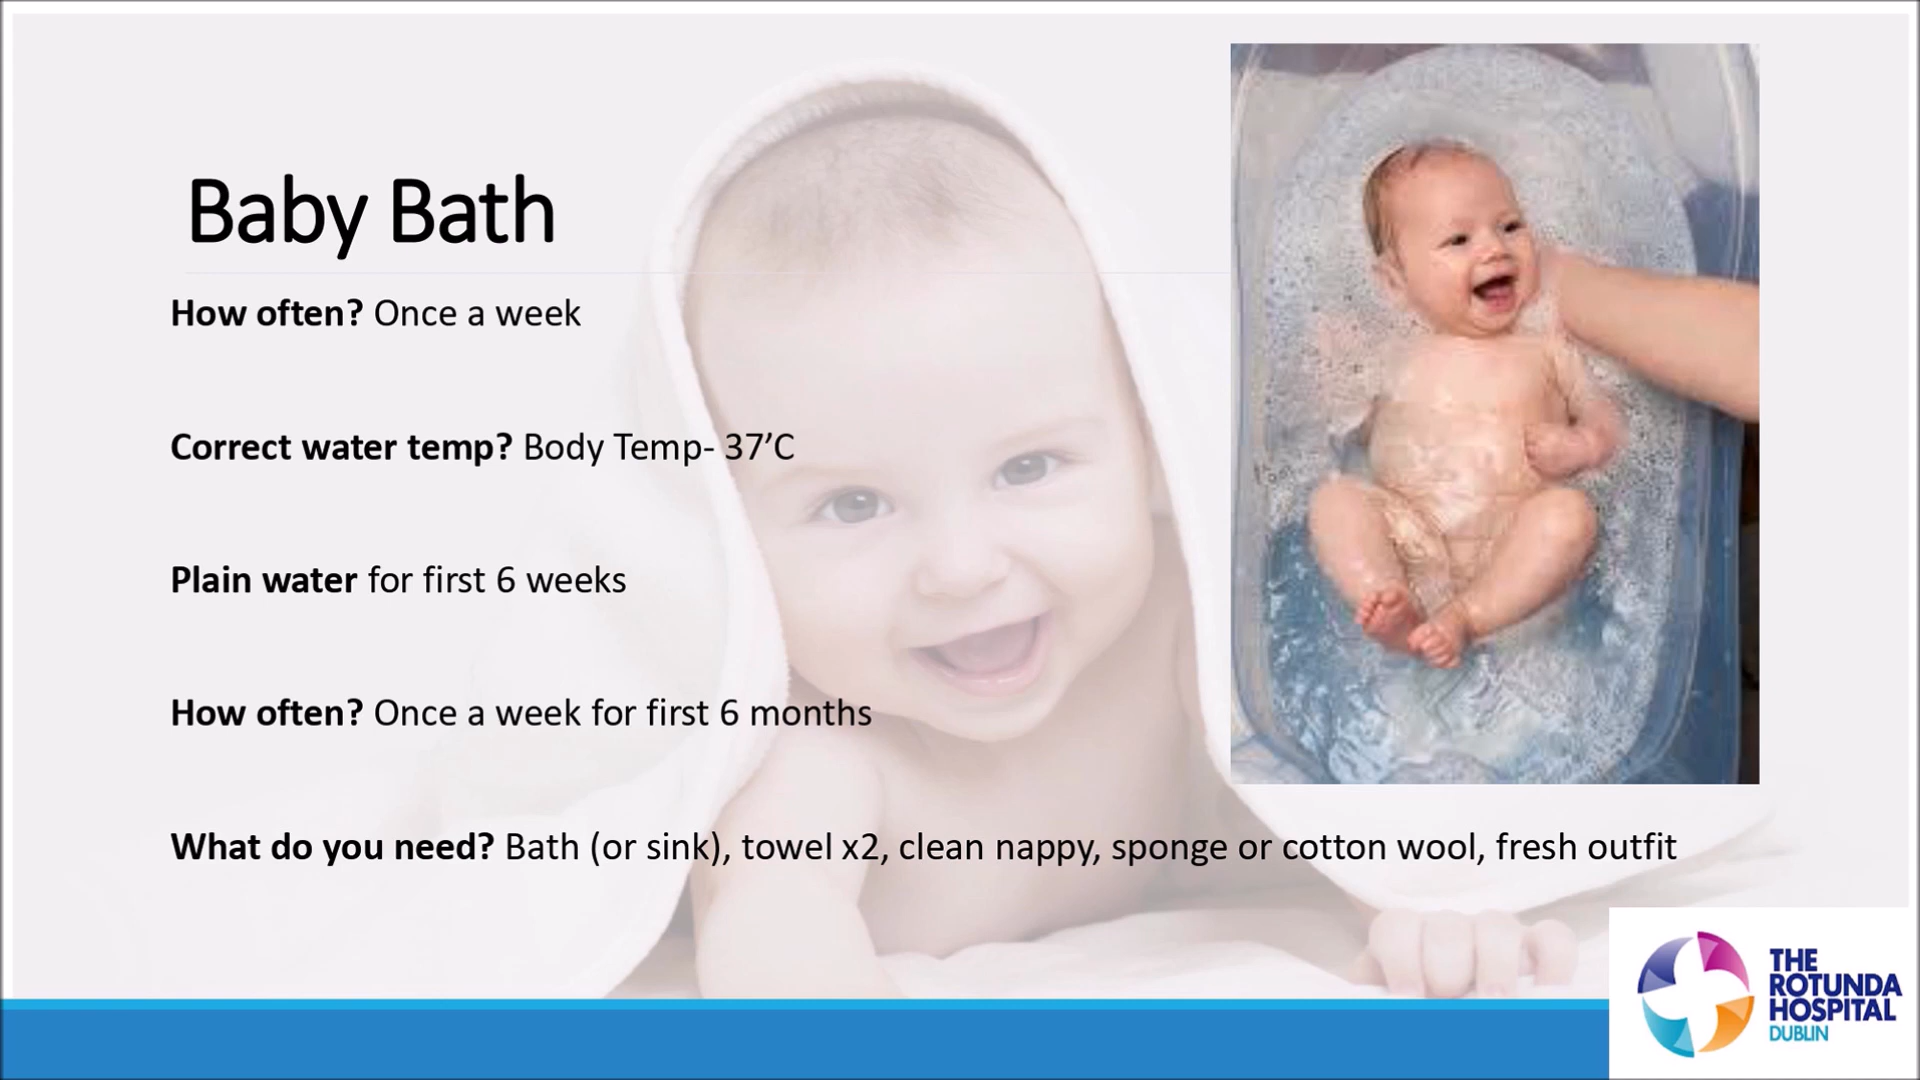 Baby Bath
How often? Once a week
Correct water temp? Body Temp- 37’C
Plain water for first 6 weeks
How often? Once a week for first 6 months
What do you need? Bath (or sink), towel x2, clean nappy, sponge or cotton wool, fresh outfit
THE
ROTUNDA
HOSPITAL
DUBLIN